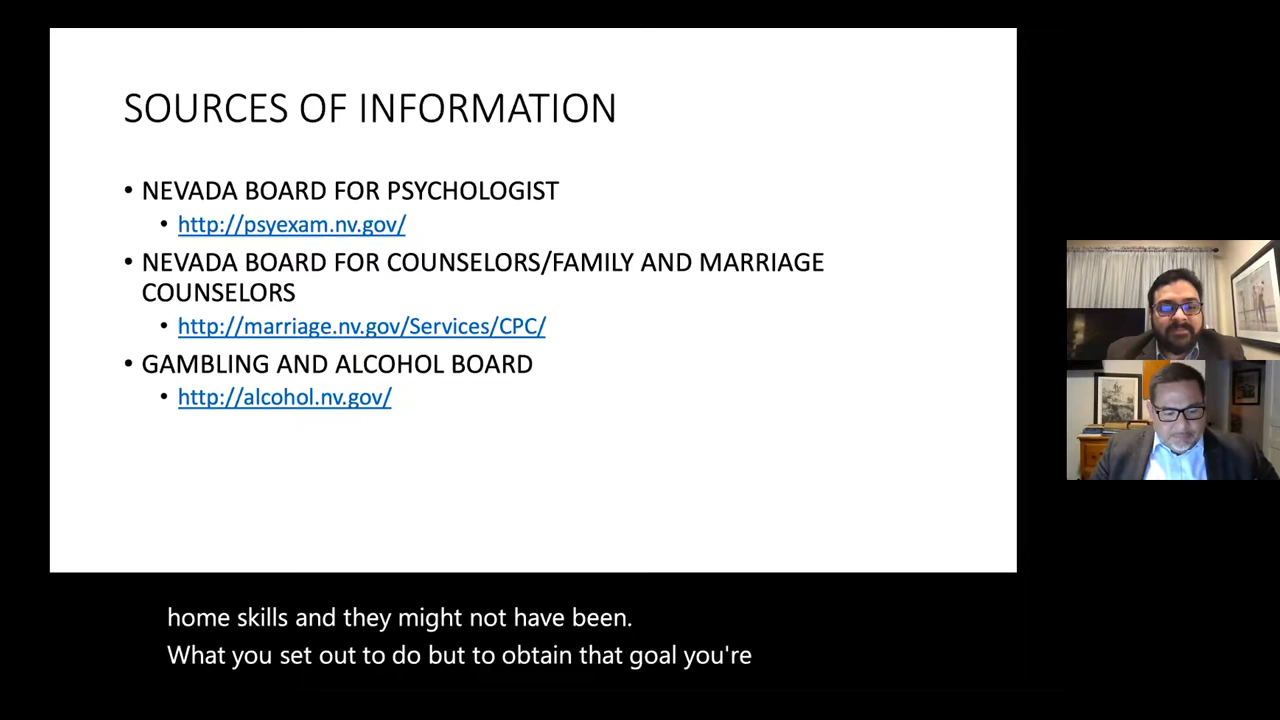 SOURCES OF INFORMATION
• NEVADA BOARD FOR PSYCHOLOGIST
• http://psyexam.nv.gov/
• NEVADA BOARD FOR COUNSELORS/FAMILY AND MARRIAGE
COUNSELORS
• http://marriage.nv.gov/Services/CPC/
• GAMBLING AND ALCOHOL BOARD
• http://alcohol.nv.gov/
home skills and they might not have been.
What you set out to do but to obtain that goal you're